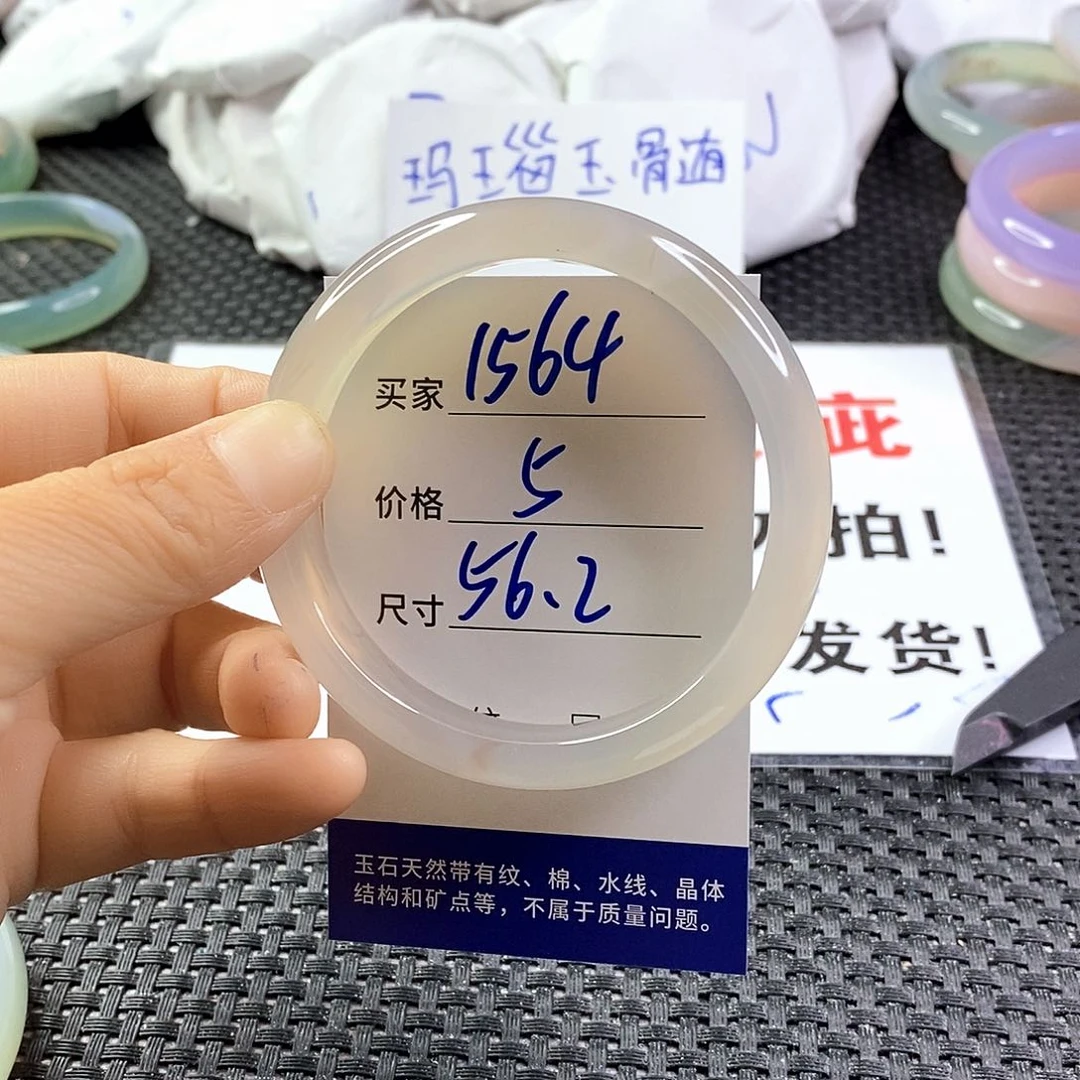 玛瑙玉骨髓
买家 1564
价格 5
尺寸 56.2
疵
拍！
发货！
玉石天然带有纹、棉、水线、晶体
结构和矿点等，不属于质量问题。